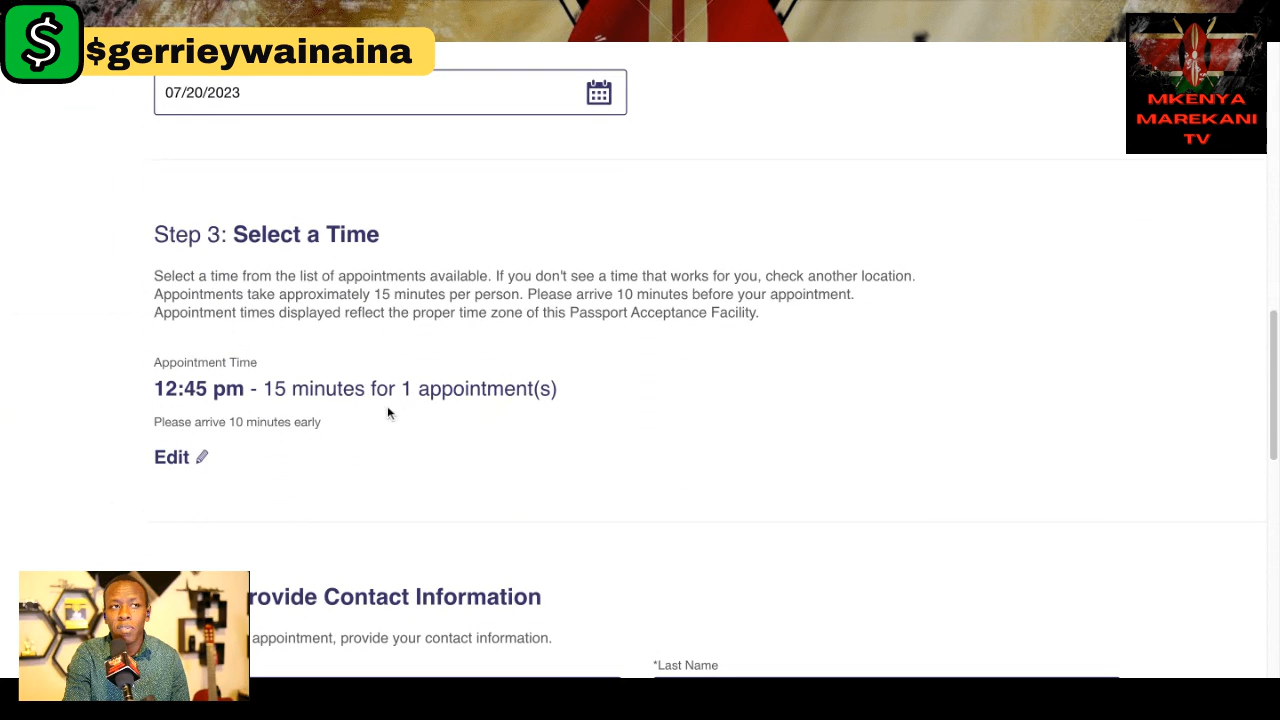 $gerrieywainaina
MKENYA
MAREKANI
TV
07/20/2023
Step 3: Select a Time
Select a time from the list of appointments available. If you don't see a time that works for you, check another location.
Appointments take approximately 15 minutes per person. Please arrive 10 minutes before your appointment.
Appointment times displayed reflect the proper time zone of this Passport Acceptance Facility.
Appointment Time
12:45 pm - 15 minutes for 1 appointment(s)
Please arrive 10 minutes early
Edit
rovide Contact Information
appointment, provide your contact information.
*Last Name